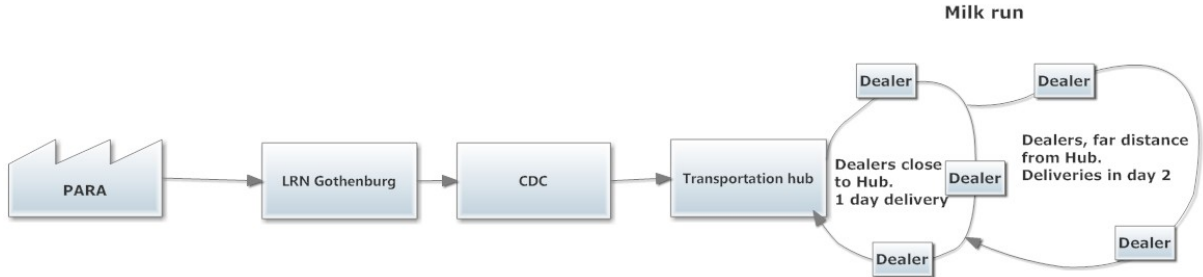 Milk run
Dealer
Dealer
PARA
LRN Gothenburg
CDC
Transportation hub
Dealers close
to Hub.
1 day delivery
Dealer
Dealers, far distance
from Hub.
Deliveries in day 2
Dealer
Dealer